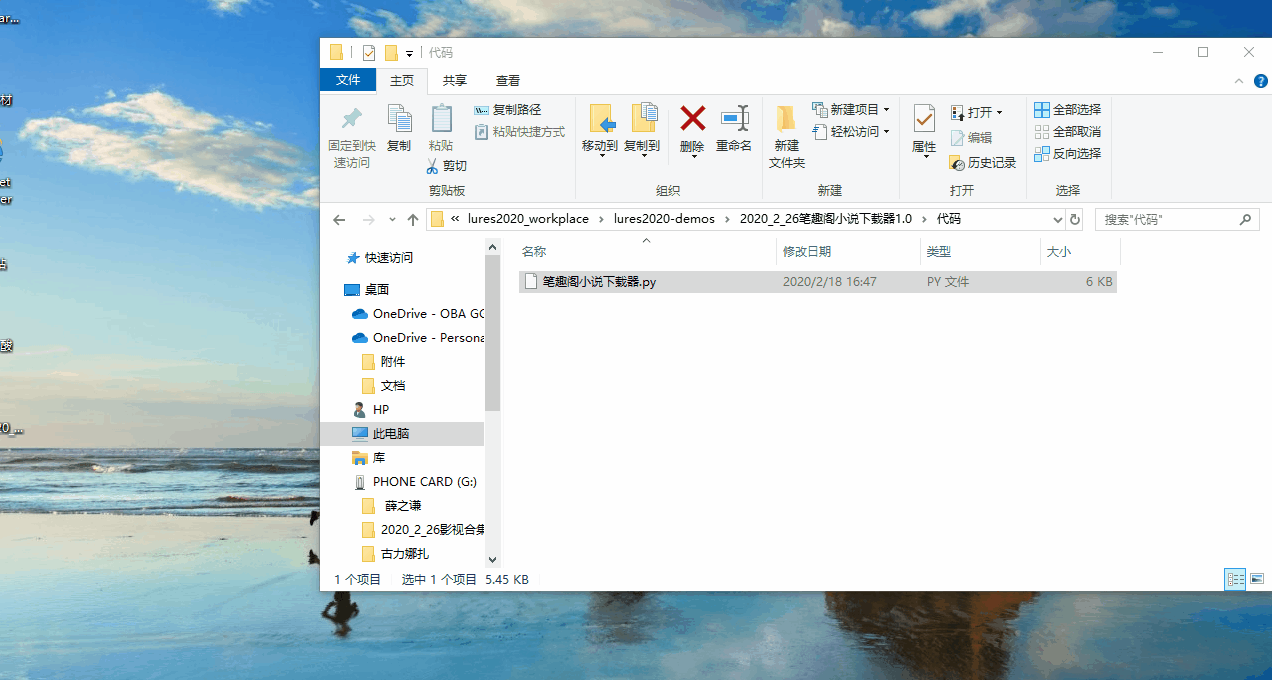 ar...
材
et
er
酸
20_...
代码
文件 主页 共享 查看
固定到快速访问
复制
粘贴
复制路径
粘贴快捷方式
剪切
剪贴板
移动到
复制到
删除
重命名
组织
新建
文件夹
新建项目
轻松访问
新建
属性
打开
编辑
历史记录
打开
全部选择
全部取消
反向选择
选择
« lures2020_workplace › lures2020-demos › 2020_2_26笔趣阁小说下载器1.0 › 代码
搜索"代码"
快速访问
桌面
OneDrive - OBA GC
OneDrive - Persona
附件
文档
HP
此电脑
库
PHONE CARD (G:)
薛之谦
2020_2_26影视合集
古力娜扎
名称 修改日期 类型 大小
笔趣阁小说下载器.py 2020/2/18 16:47 PY 文件 6 KB
1 个项目 选中 1 个项目 5.45 KB